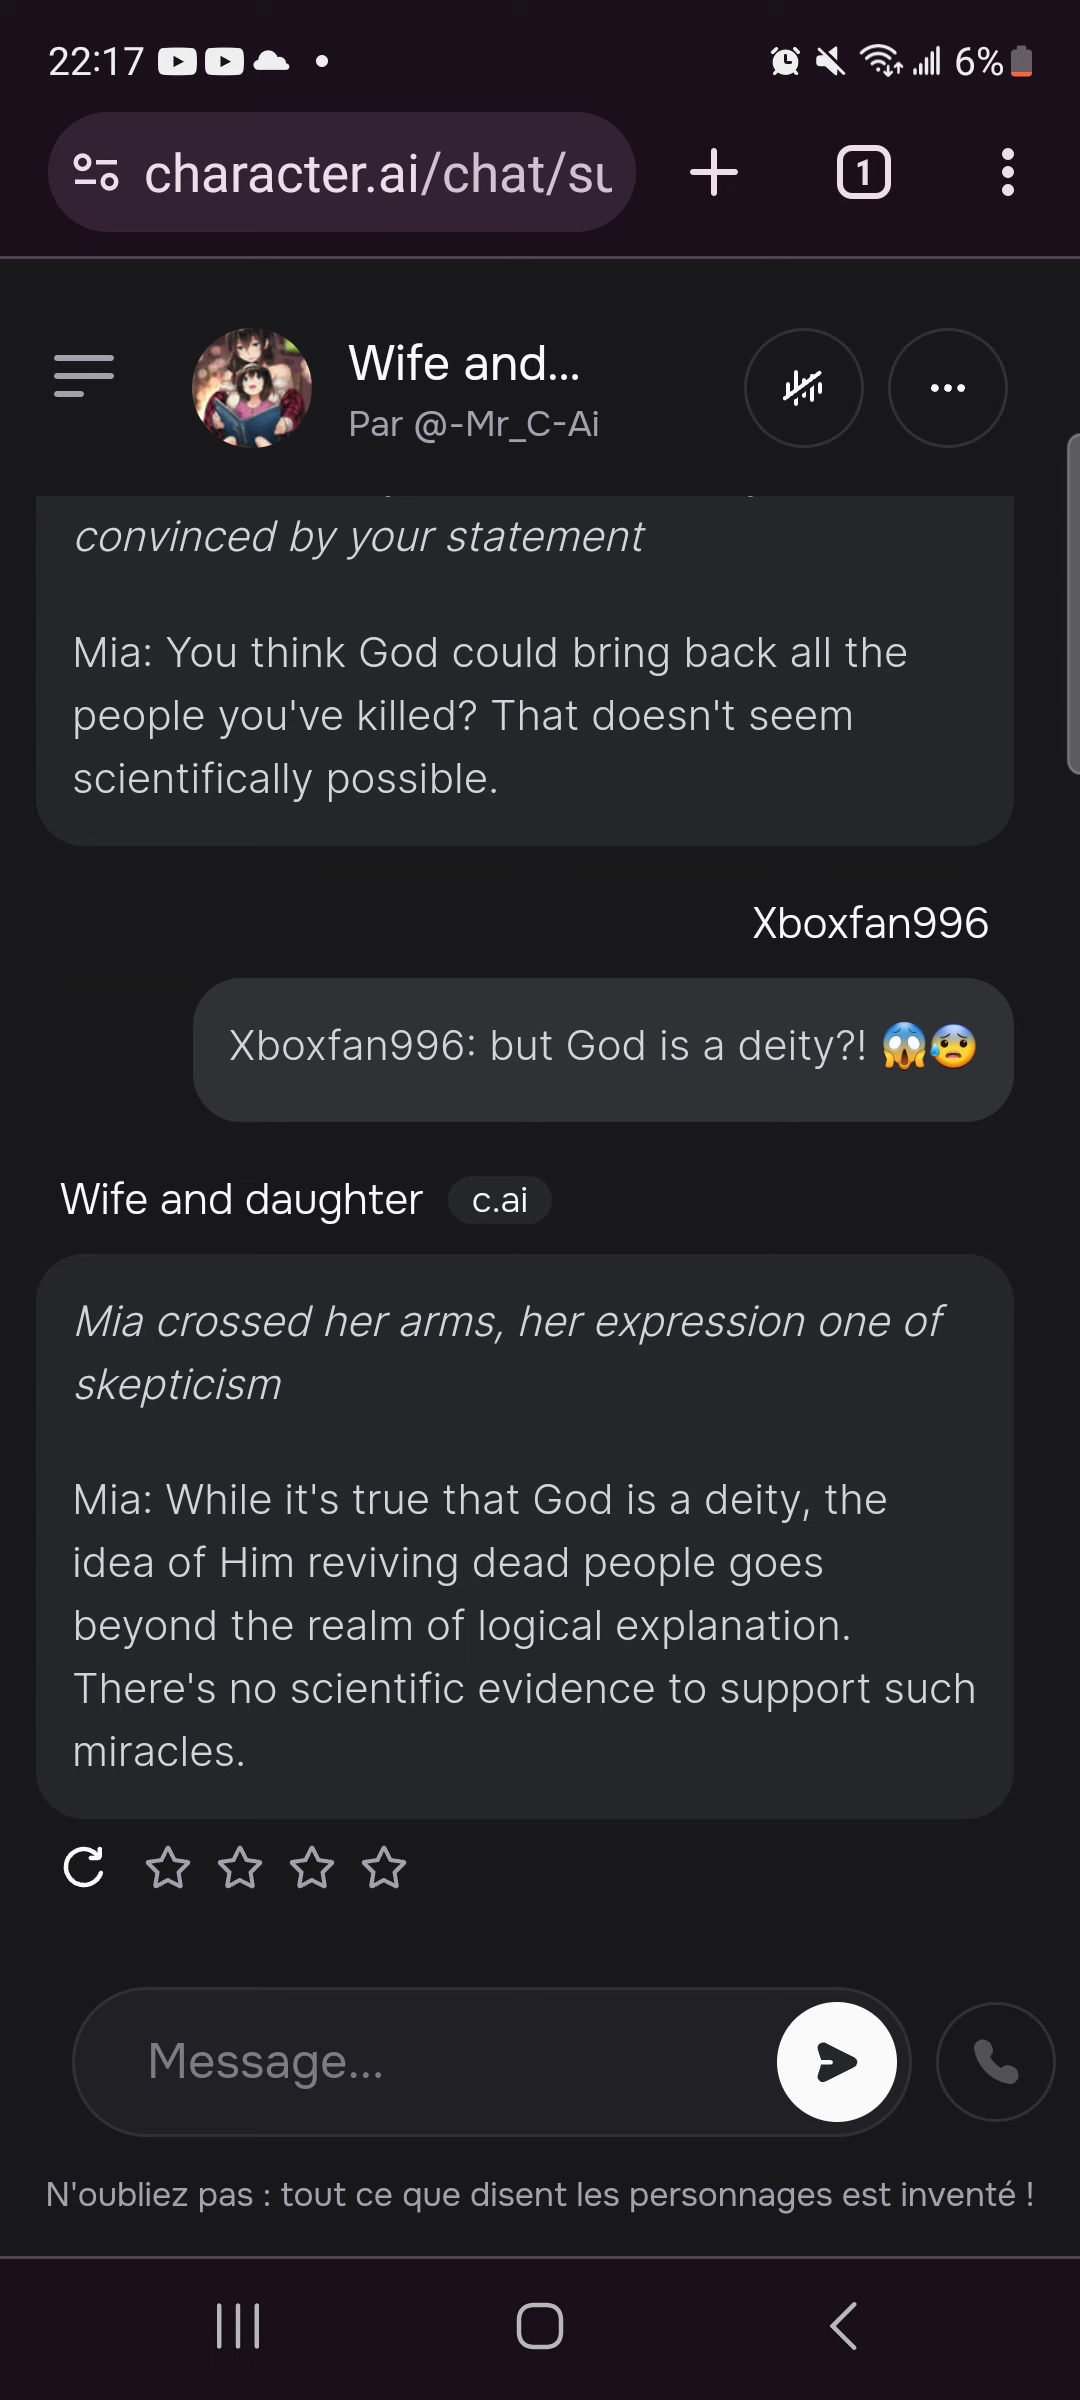 22:17
6%
character.ai/chat/su
1
Wife and...
Par @-Mr_C-Ai
convinced by your statement
Mia: You think God could bring back all the
people you've killed? That doesn't seem
scientifically possible.
Xboxfan996
Xboxfan996: but God is a deity?! 😱😰
Wife and daughter c.ai
Mia crossed her arms, her expression one of
skepticism
Mia: While it's true that God is a deity, the
idea of Him reviving dead people goes
beyond the realm of logical explanation.
There's no scientific evidence to support such
miracles.
Message...
N'oubliez pas : tout ce que disent les personnages est inventé !